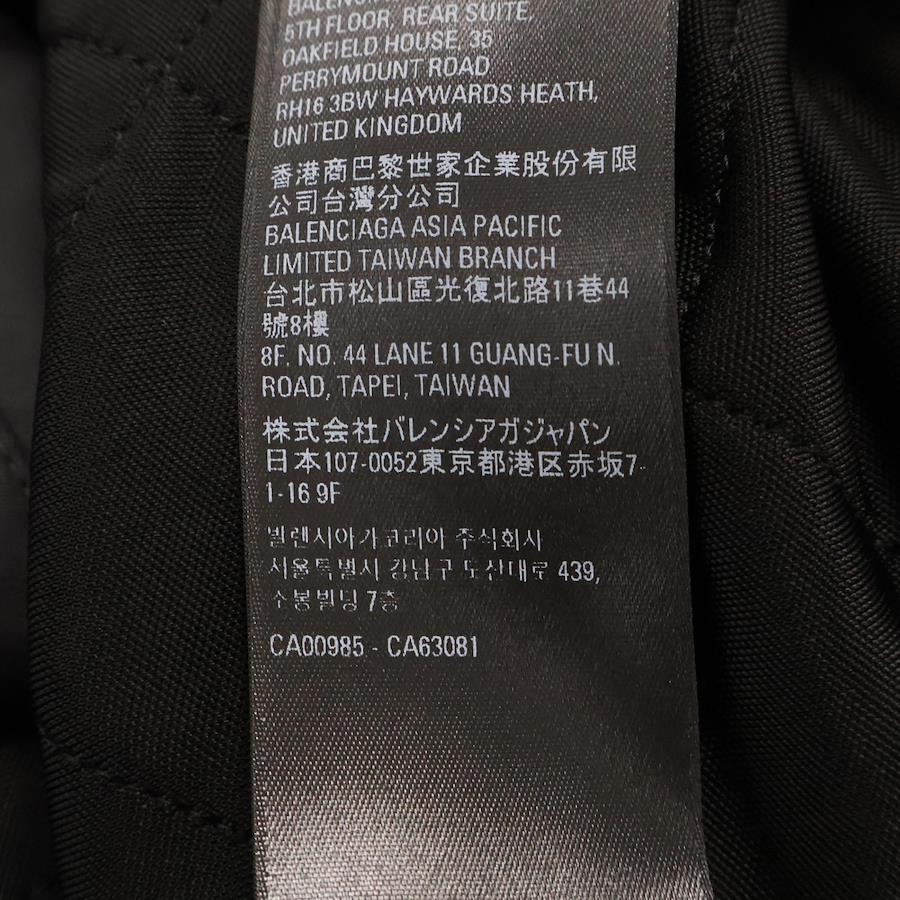 5TH FLOOR, REAR SUITE,
OAKFIELD HOUSE, 35
PERRYMOUNT ROAD
RH16 3BW HAYWARDS HEATH,
UNITED KINGDOM
香港商巴黎世家企業股份有限
公司台灣分公司
BALENCIAGA ASIA PACIFIC
LIMITED TAIWAN BRANCH
台北市松山區光復北路11巷44
號8樓
8F. NO. 44 LANE 11 GUANG-FU N.
ROAD, TAPEI, TAIWAN
株式会社バレンシアガジャパン
日本107-0052東京都港区赤坂7-
1-16 9F
발렌시아가코리아 주식회사
서울특별시 강남구 도산대로 439,
소봉빌딩 7층
CA00985 - CA63081